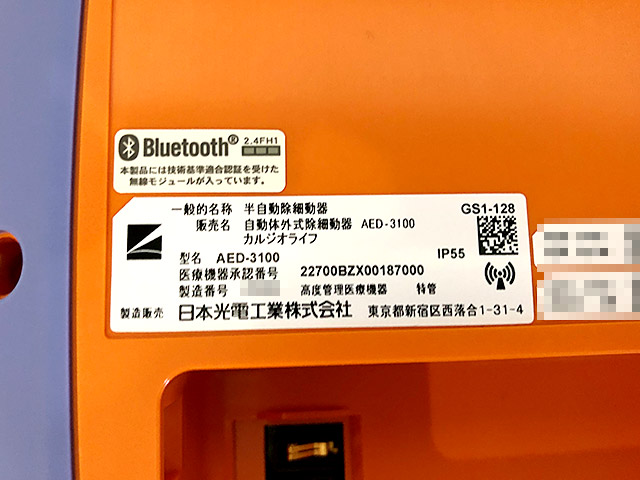 Bluetooth® 2.4FH1
本製品には技術基準適合認証を受けた
無線モジュールが入っています。
一般的名称 半自動除細動器 GS1-128
販売名 自動体外式除細動器 AED-3100
カルジオライフ
型名 AED-3100 IP55
医療機器承認番号 22700BZX00187000
製造番号 高度管理医療機器 特管
製造販売 日本光電工業株式会社 東京都新宿区西落合1-31-4